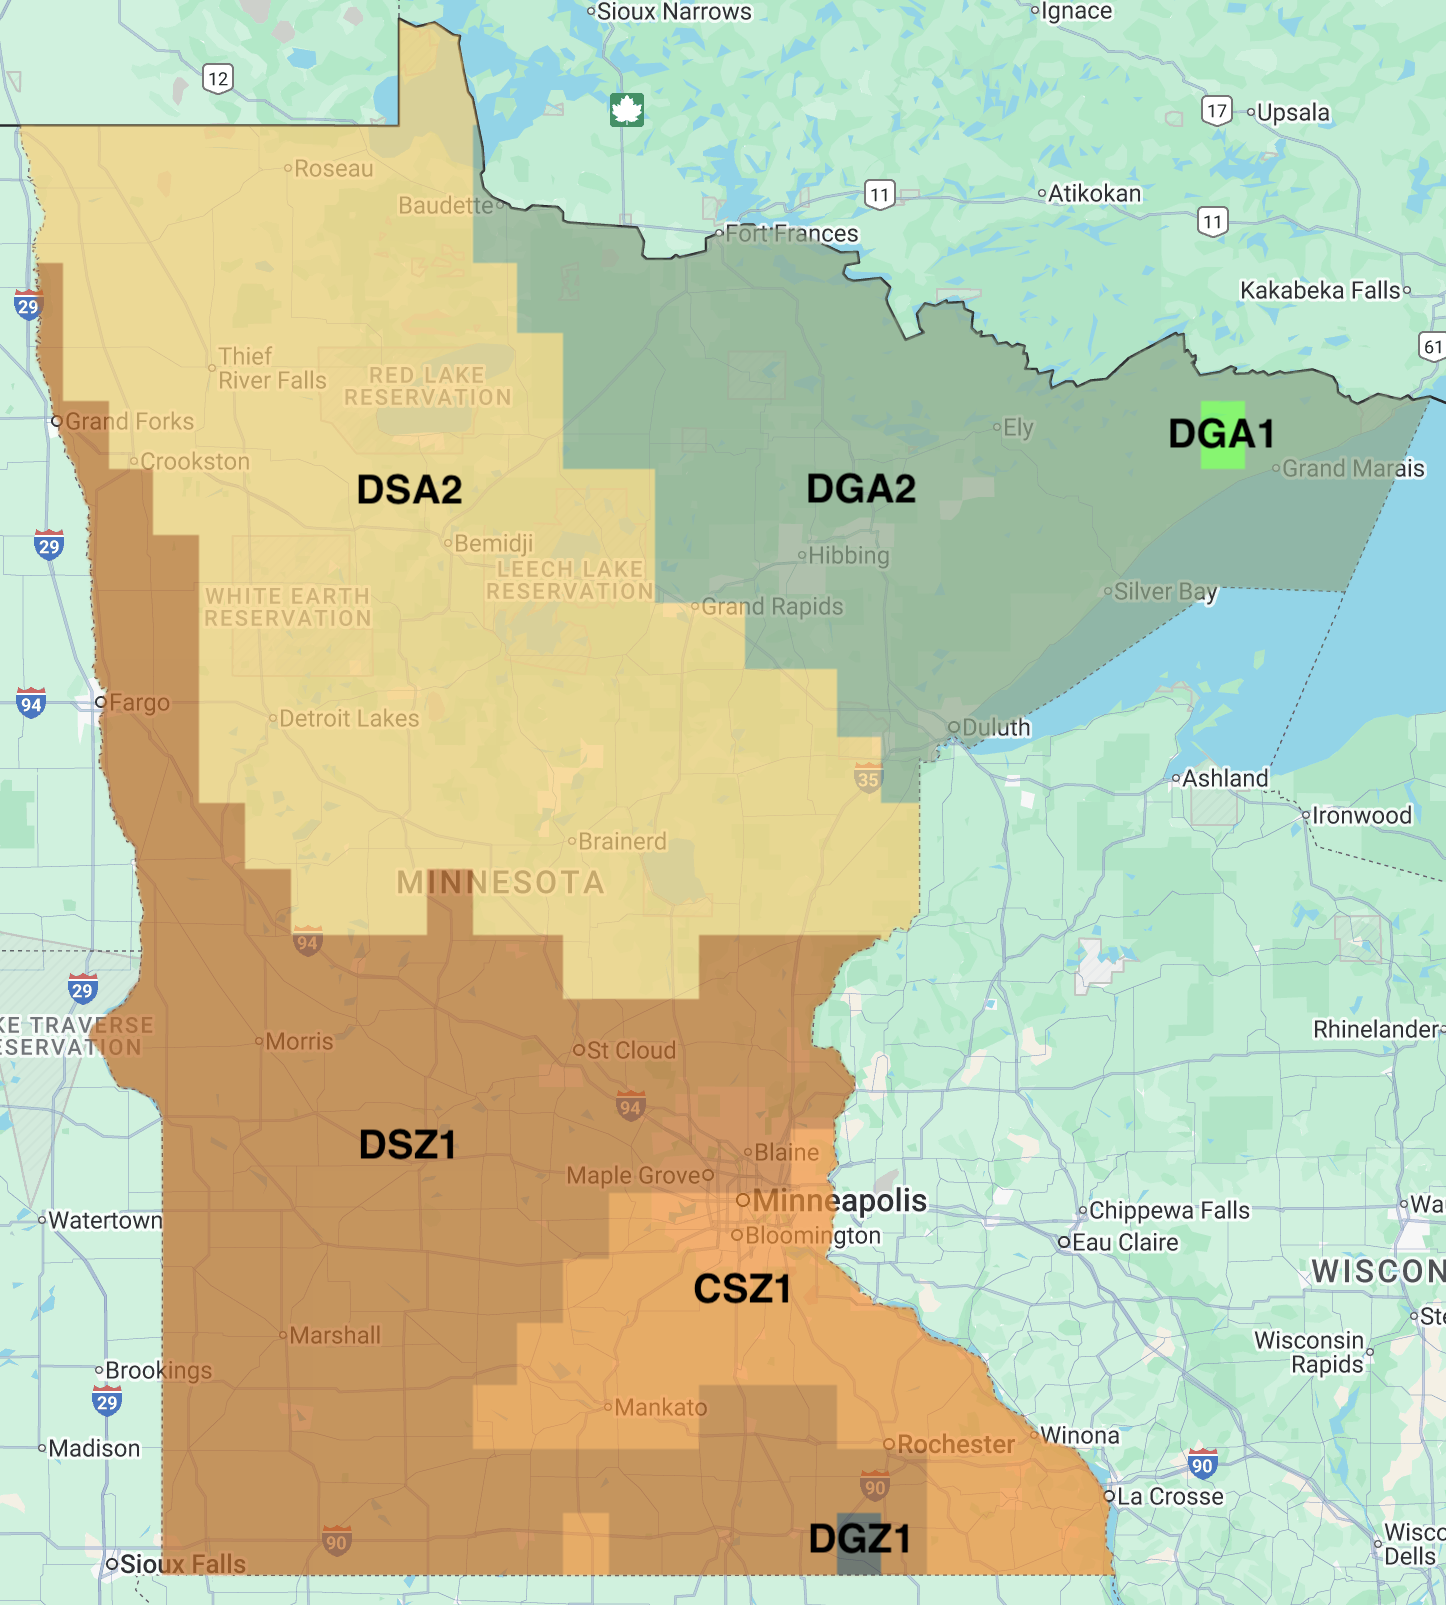 Sioux Narrows
Ignace
12
17
Upsala
Roseau
11
Atikokan
Baudette
11
Fort Frances
Kakabeka Falls
29
61
Thief
River Falls
RED LAKE
RESERVATION
Grand Forks
Ely
DGA1
Crookston
Grand Marais
DSA2
DGA2
29
Bemidji
Hibbing
LEECH LAKE
RESERVATION
WHITE EARTH
RESERVATION
Grand Rapids
Silver Bay
94
Fargo
Detroit Lakes
Duluth
35
Ashland
Ironwood
Brainerd
MINNESOTA
94
29
KE TRAVERSE
ESERVATION
Morris
St Cloud
Rhinelander
94
DSZ1
Blaine
Maple Grove
Minneapolis
Watertown
Chippewa Falls
Wa
Bloomington
Eau Claire
WISCON
CSZ1
Ste
Marshall
Wisconsin
Rapids
Brookings
29
Mankato
Winona
Madison
Rochester
90
90
La Crosse
90
DGZ1
Wisco
Dells
Sioux Falls